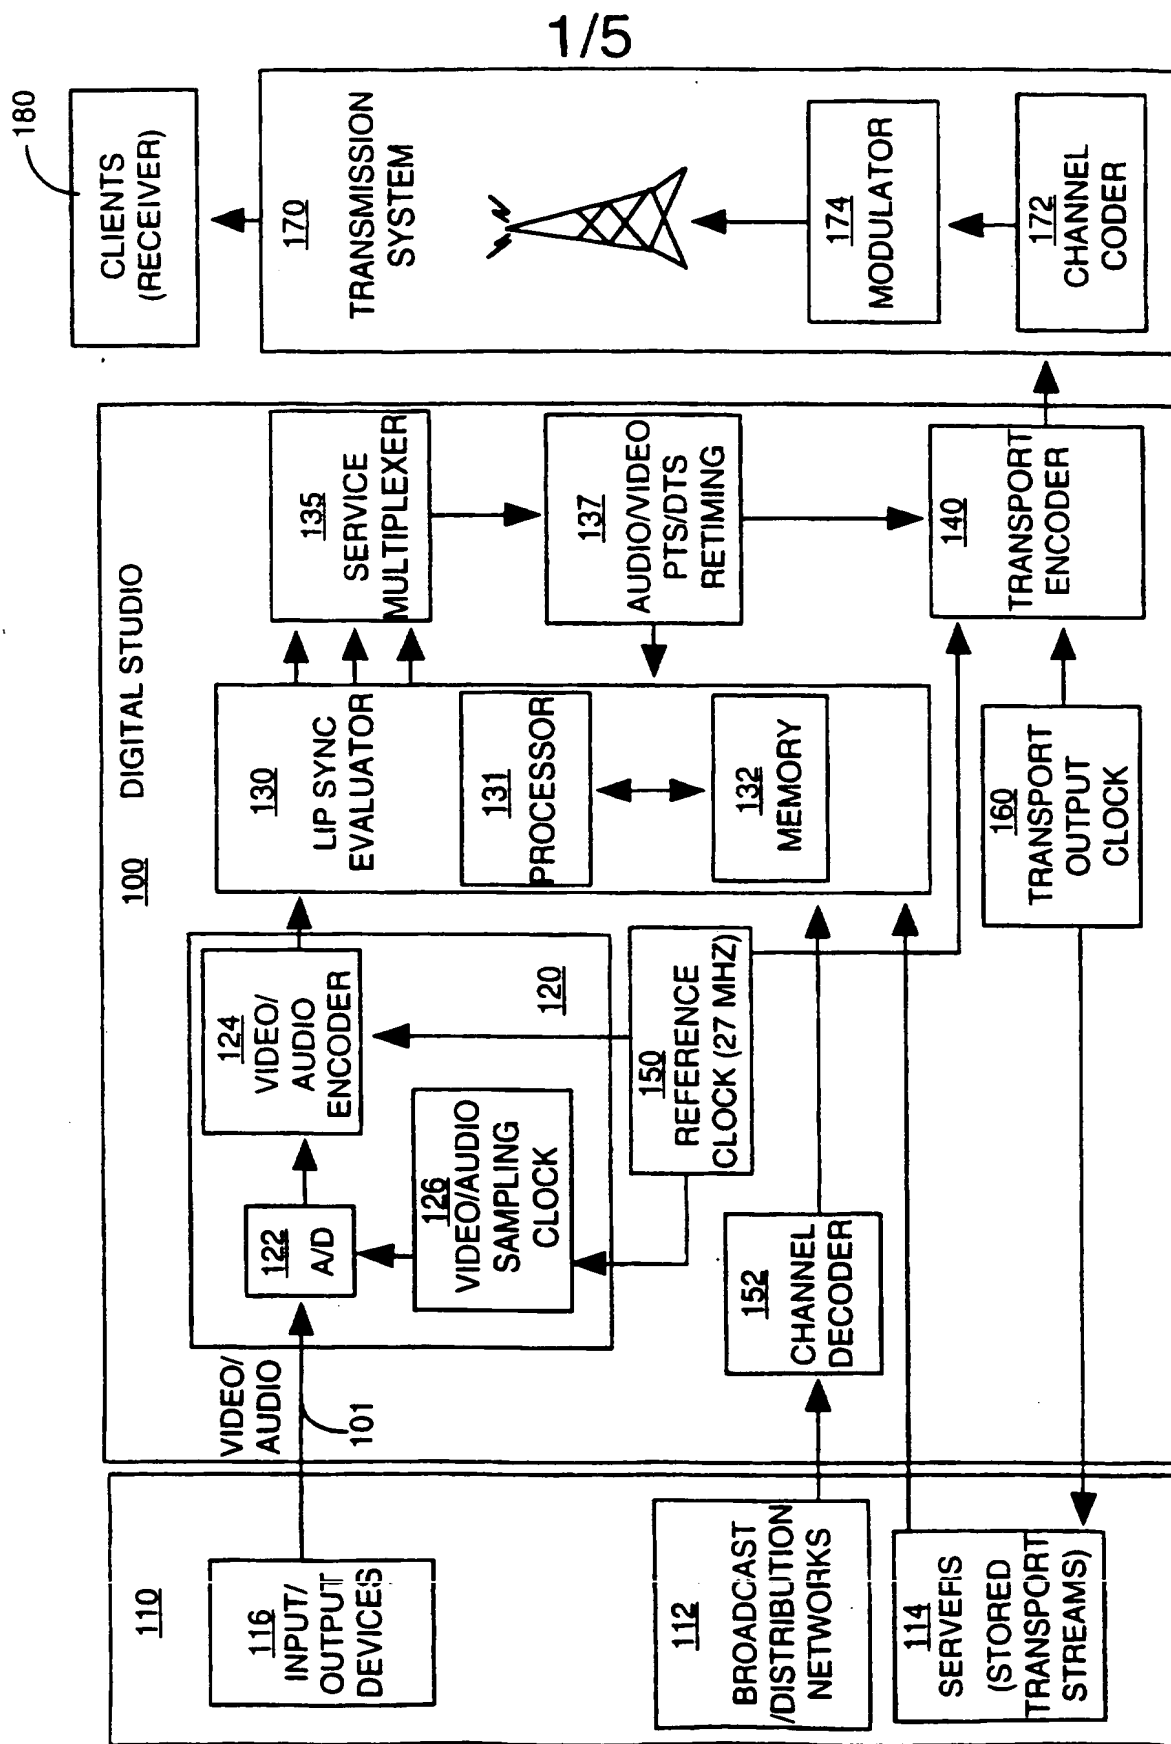 1/5
110
116
INPUT/
OUTPUT
DEVICES
112
BROADCAST
/DISTRIBUTION
NETWORKS
114
SERVERS
(STORED
TRANSPORT
STREAMS)
100
DIGITAL STUDIO
VIDEO/
AUDIO
101
122
A/D
124
VIDEO/
AUDIO
ENCODER
126
VIDEO/AUDIO
SAMPLING
CLOCK
120
150
REFERENCE
CLOCK (27 MHZ)
152
CHANNEL
DECODER
130
LIP SYNC
EVALUATOR
131
PROCESSOR
132
MEMORY
160
TRANSPORT
OUTPUT
CLOCK
135
SERVICE
MULTIPLEXER
137
AUDIO/VIDEO
PTS/DTS
RETIMING
140
TRANSPORT
ENCODER
180
CLIENTS
(RECEIVER)
170
TRANSMISSION
SYSTEM
174
MODULATOR
172
CHANNEL
CODER